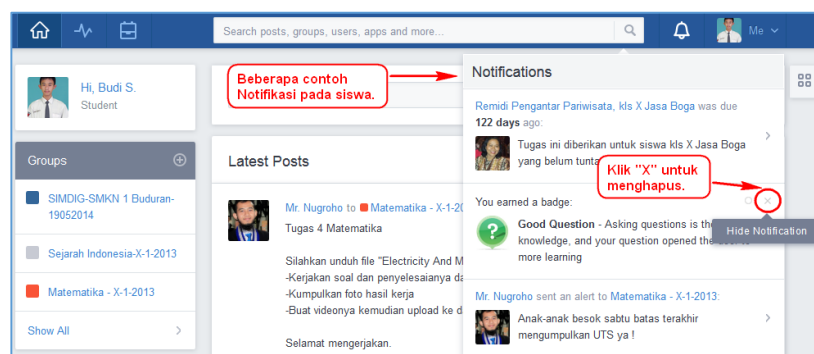 Search posts, groups, users, apps and more...
Me
Hi, Budi S.
Student
Groups
SIMDIG-SMKN 1 Buduran-
19052014
Sejarah Indonesia-X-1-2013
Matematika - X-1-2013
Show All
Beberapa contoh
Notifikasi pada siswa.
Latest Posts
Mr. Nugroho to Matematika - X-1-20
Tugas 4 Matematika
Silahkan unduh file "Electricity And M
-Kerjakan soal dan penyelesaianya da
-Kumpulkan foto hasil kerja
-Buat videonya kemudian upload ke d
Selamat mengerjakan.
Notifications
Remidi Pengantar Pariwisata, kls X Jasa Boga was due
122 days ago:
Tugas ini diberikan untuk siswa kls X Jasa Boga
yang belum tunta
Klik "X" untuk
menghapus.
You earned a badge:
Good Question - Asking questions is the
knowledge, and your question opened the
more learning
Hide Notification
Mr. Nugroho sent an alert to Matematika - X-1-2013:
Anak-anak besok sabtu batas terakhir
mengumpulkan UTS ya !